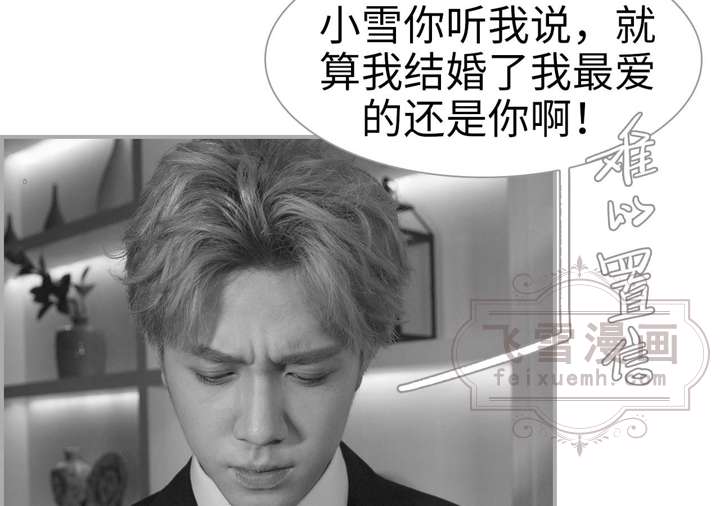 小雪你听我说，就
算我结婚了我最爱
的还是你啊！
难以置信
飞雪漫画
feixuemh.com